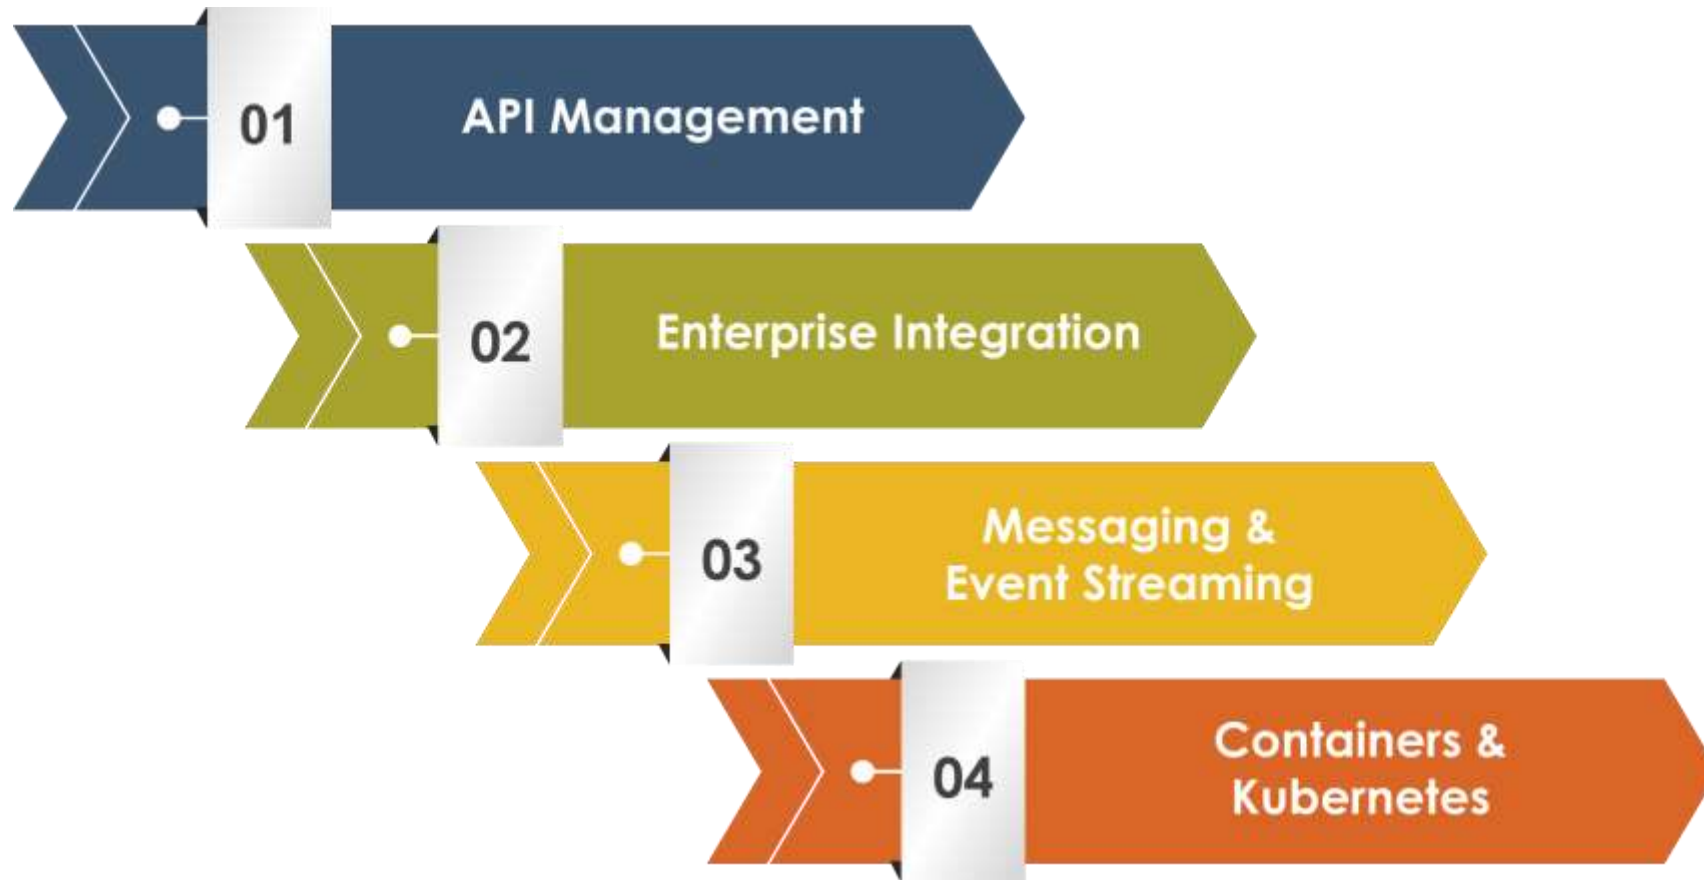 01
API Management
02
Enterprise Integration
03
Messaging &
Event Streaming
04
Containers &
Kubernetes